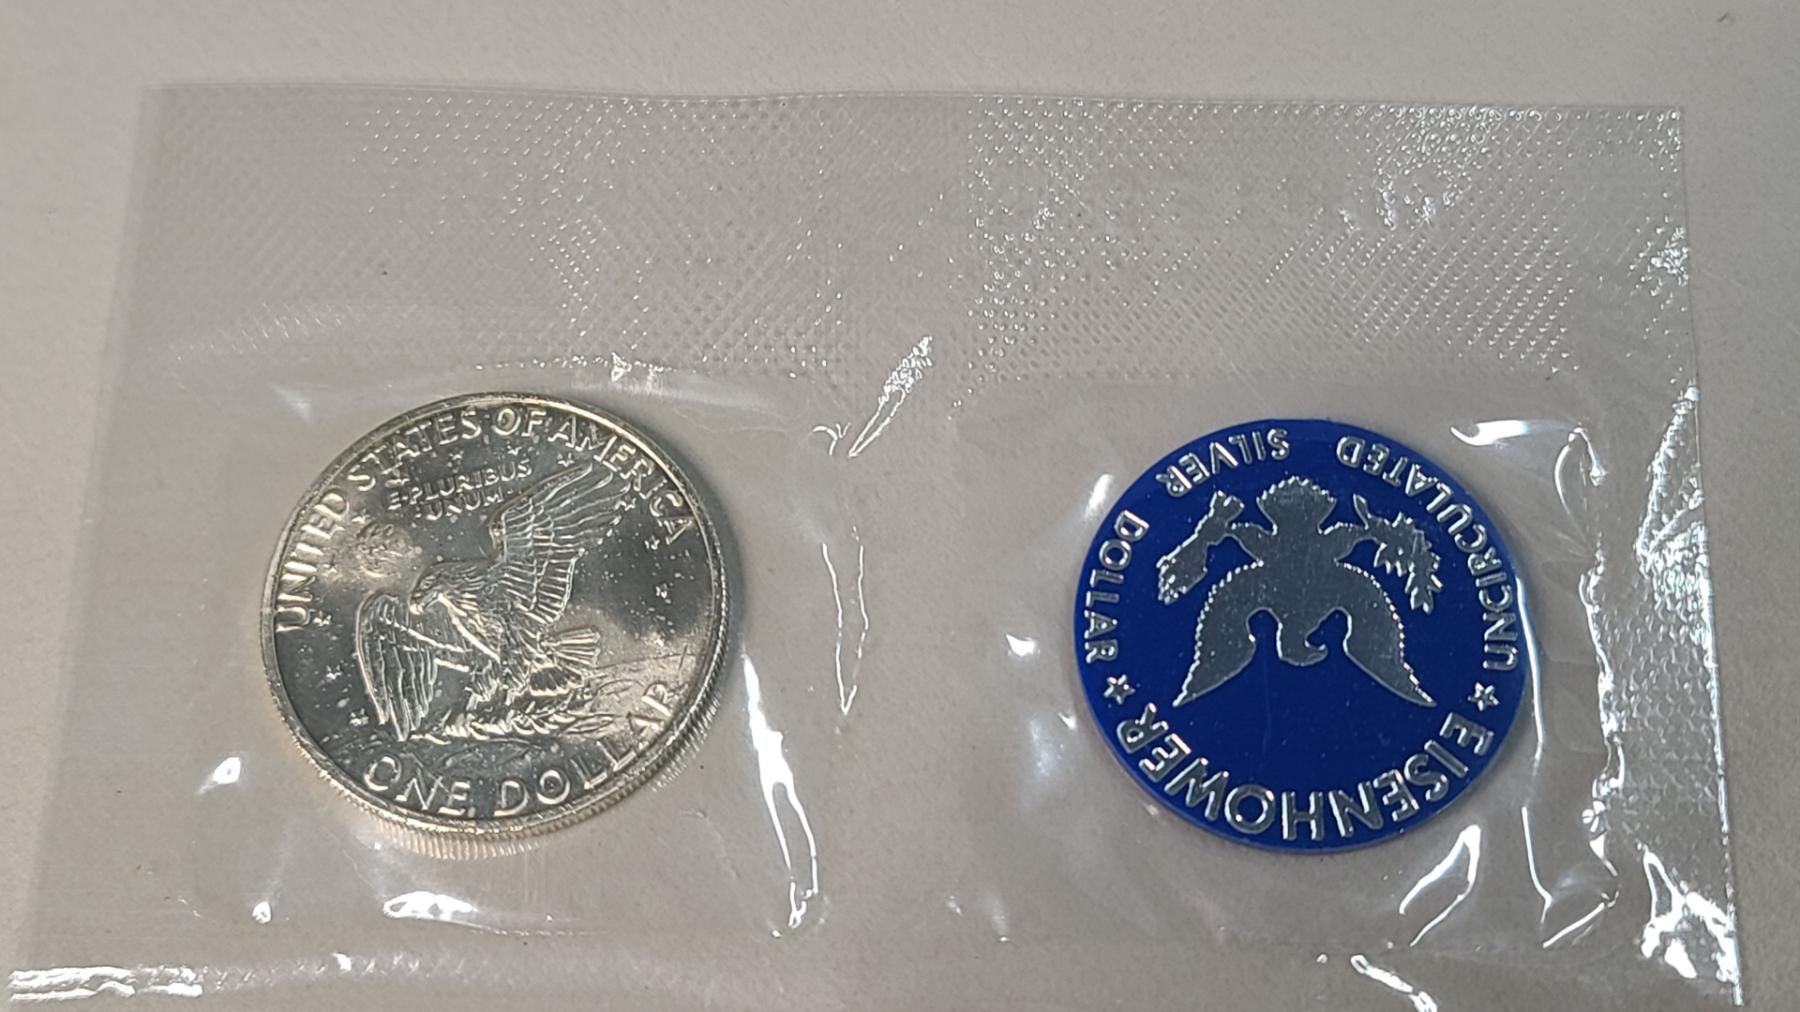 UNITED STATES OF AMERICA
E PLURIBUS
UNUM
ONE DOLLAR
EISENHOWER
UNCIRCULATED SILVER DOLLAR